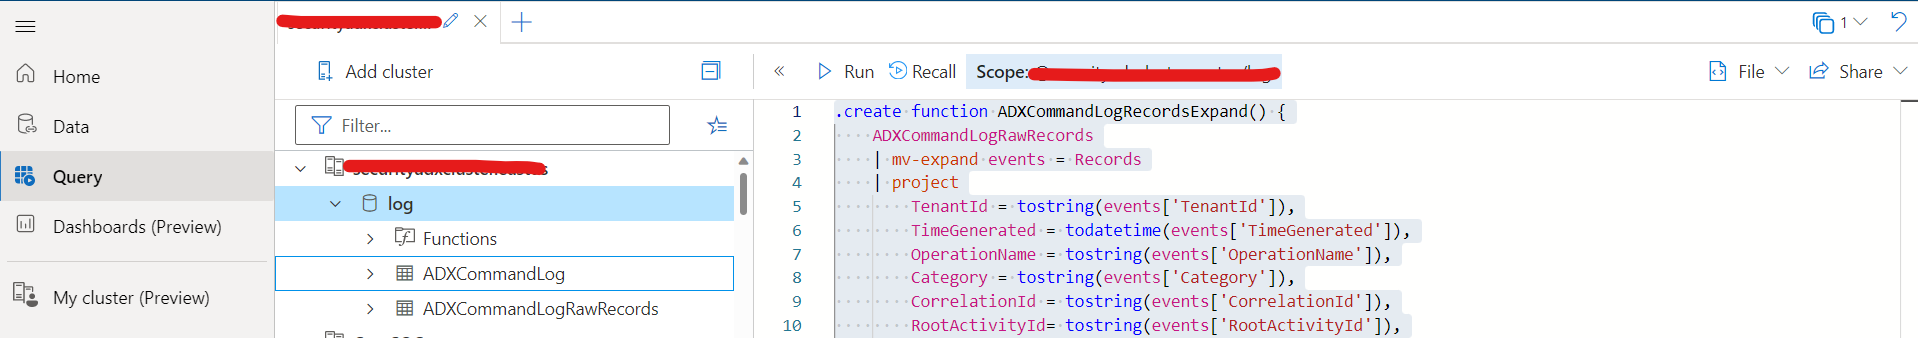 1
Home
Data
Query
Dashboards (Preview)
My cluster (Preview)
Add cluster
Filter...
log
Functions
ADXCommandLog
ADXCommandLogRawRecords
Run Recall Scope:
File Share
1 .create function ADXCommandLogRecordsExpand() {
2 ADXCommandLogRawRecords
3 | mv-expand events = Records
4 | project
5 TenantId = tostring(events['TenantId']),
6 TimeGenerated = todatetime(events['TimeGenerated']),
7 OperationName = tostring(events['OperationName']),
8 Category = tostring(events['Category']),
9 CorrelationId = tostring(events['CorrelationId']),
10 RootActivityId= tostring(events['RootActivityId']),